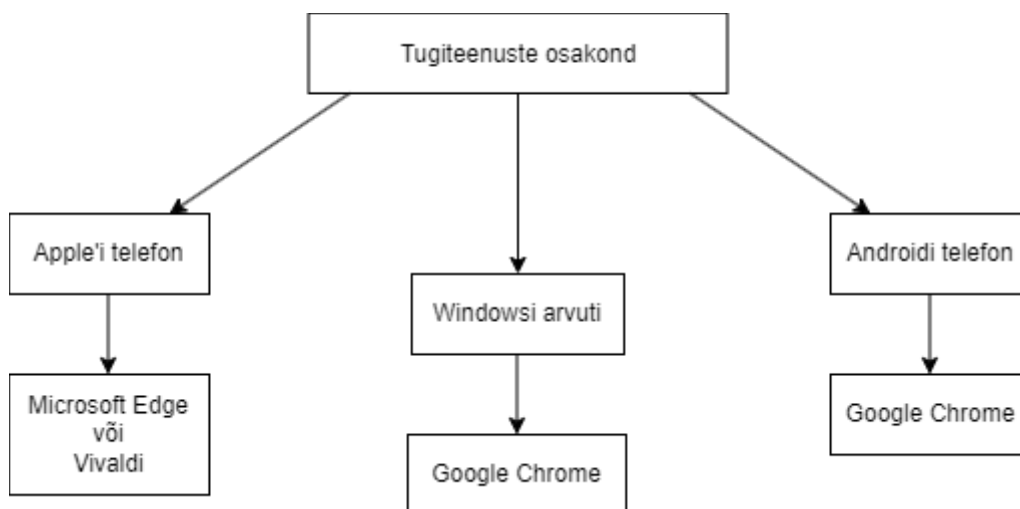 Tugiteenuste osakond
Apple'i telefon
Windowsi arvuti
Androidi telefon
Microsoft Edge
või
Vivaldi
Google Chrome
Google Chrome